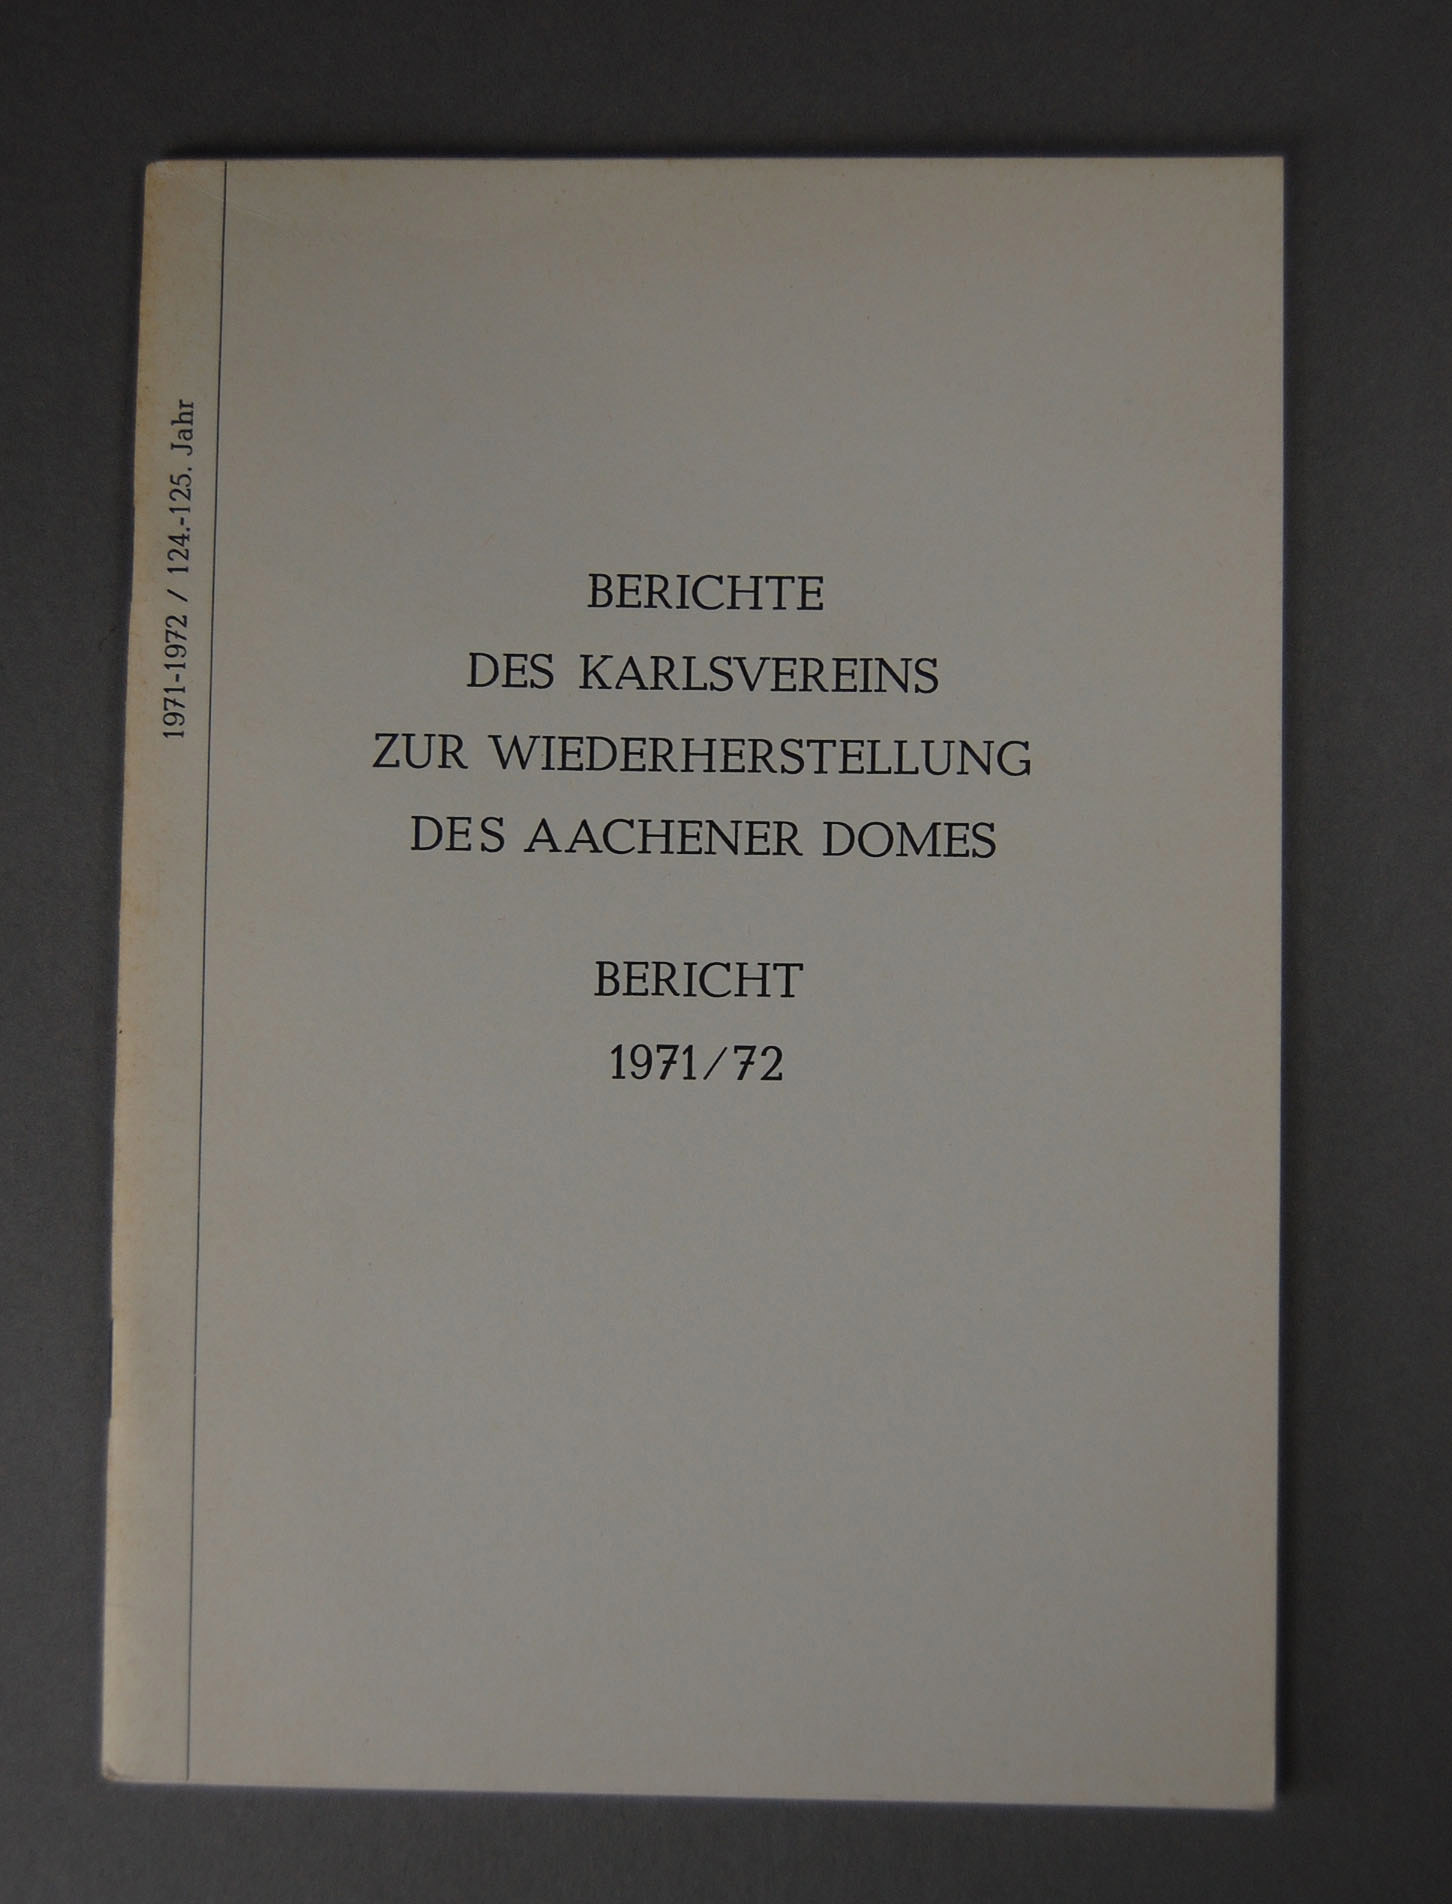 1971-1972 / 124.-125. Jahr
BERICHTE
DES KARLSVEREINS
ZUR WIEDERHERSTELLUNG
DES AACHENER DOMES
BERICHT
1971/72